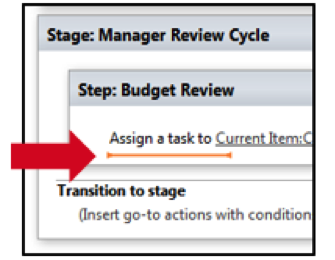 Stage: Manager Review Cycle
Step: Budget Review
Assign a task to Current Item:C
Transition to stage
(Insert go-to actions with condition